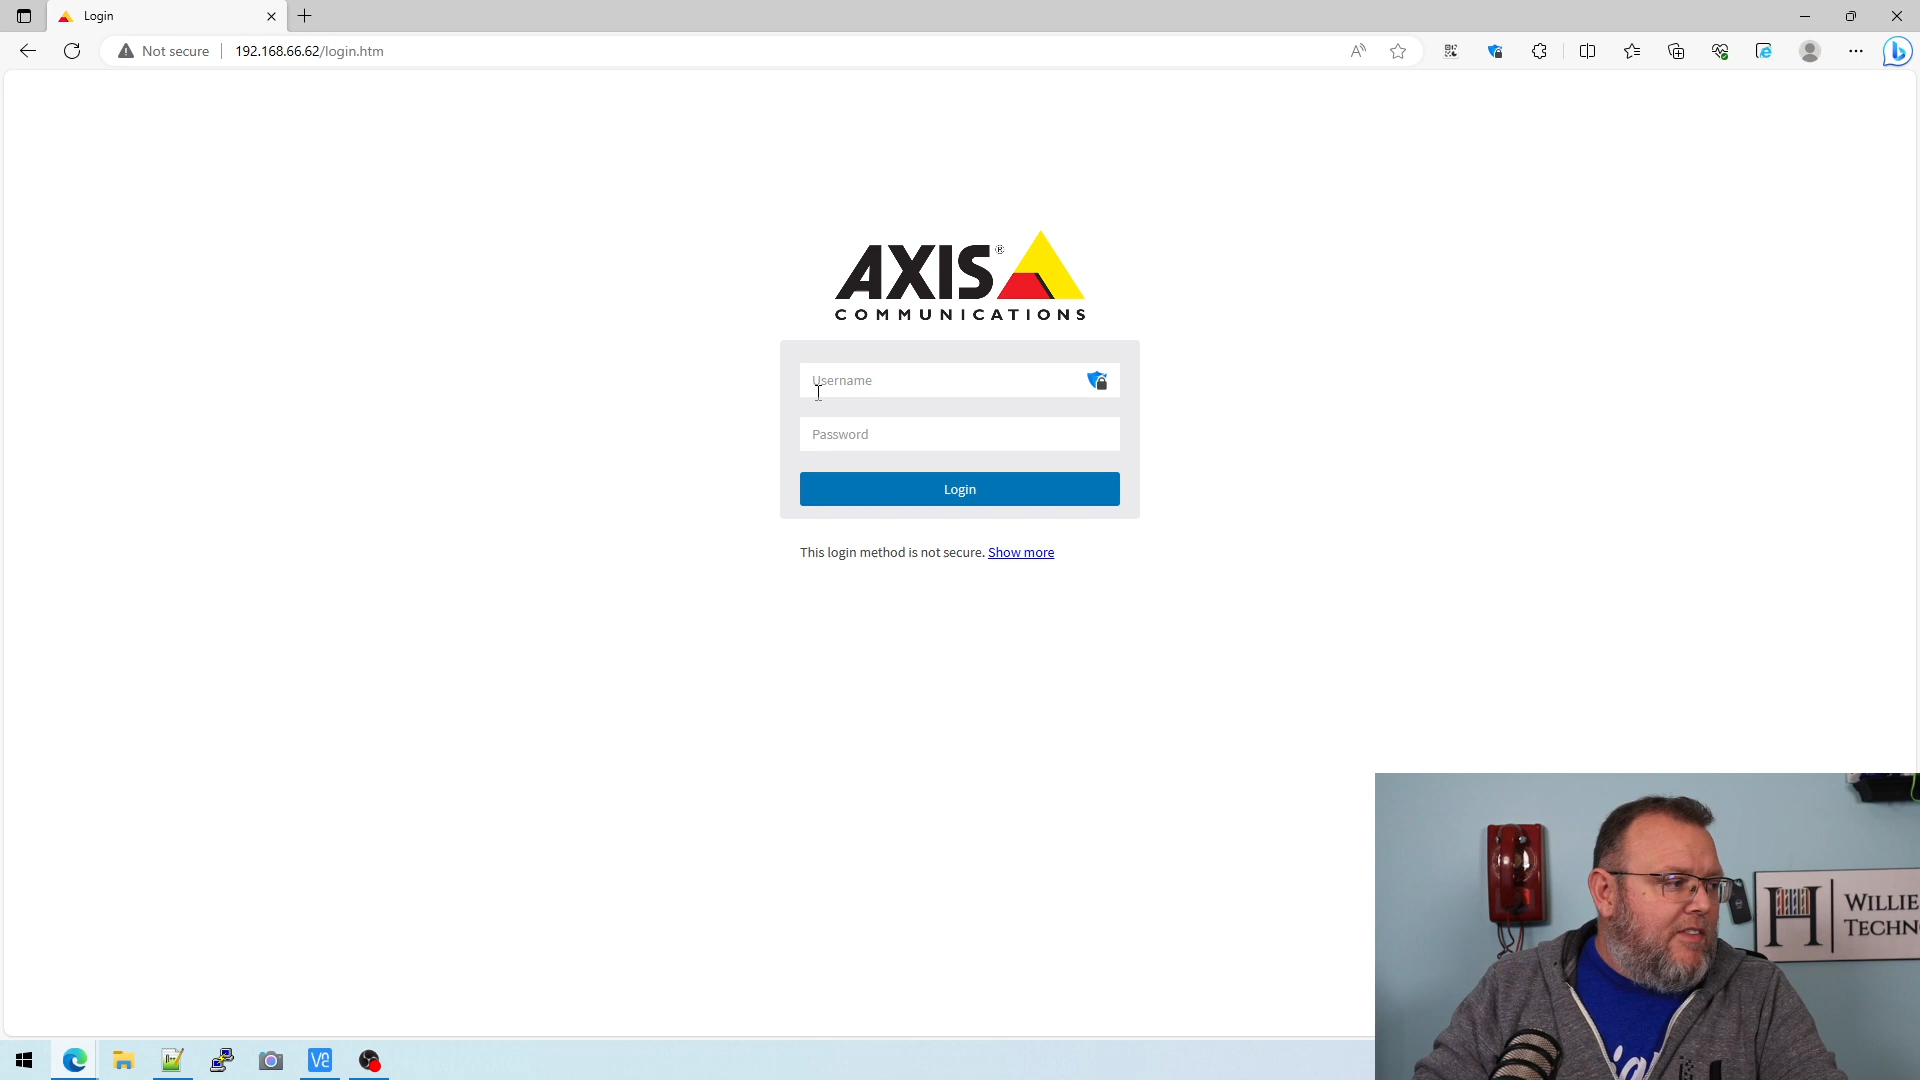 Login
Not secure
192.168.66.62/login.htm
AXIS®
COMMUNICATIONS
Username
Password
Login
This login method is not secure. Show more
WILLIE
TECHN